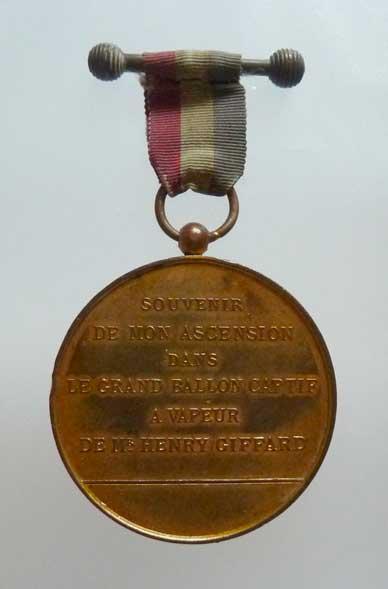 SOUVENIR
DE MON ASCENSION
DANS
LE GRAND BALLON CAPTIF
A VAPEUR
DE MR HENRY GIFFARD